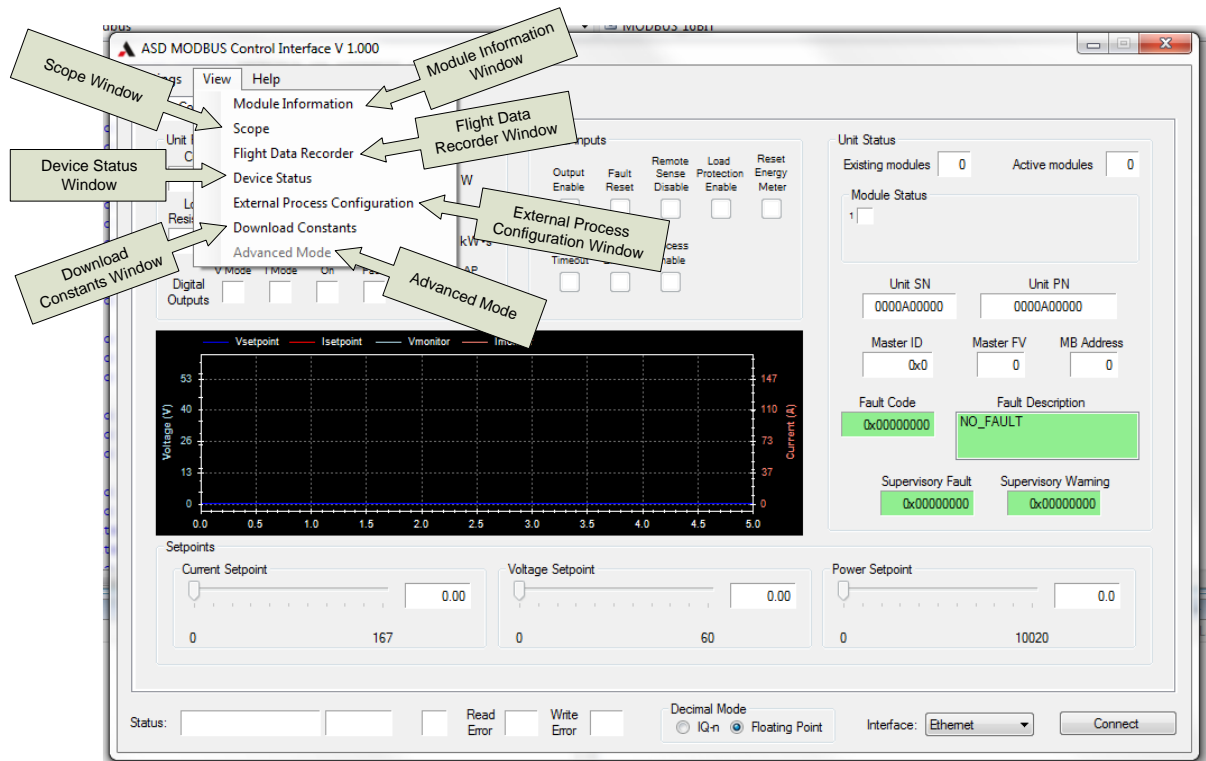 MODBUS 16BIT
ASD MODBUS Control Interface V 1.000
View Help
Module Information
Scope
Flight Data Recorder
Device Status
External Process Configuration
Download Constants
Advanced Mode
Scope Window
Module Information
Window
Flight Data
Recorder Window
Device Status
Window
External Process
Configuration Window
Download
Constants Window
Advanced Mode
W
V Mode I Mode On
Digital
Outputs
Output
Enable
Fault
Reset
Remote
Sense
Disable
Load
Protection
Enable
Reset
Energy
Meter
Timeout
Unit Status
Existing modules 0 Active modules 0
Module Status
1
Unit SN Unit PN
0000A00000 0000A00000
Master ID Master FV MB Address
0x0 0 0
Fault Code Fault Description
0x00000000 NO_FAULT
Supervisory Fault Supervisory Warning
0x00000000 0x00000000
Vsetpoint Isetpoint Vmonitor
Voltage (V)
53
40
26
13
0
147
110
73
37
0
Current (A)
0.0 0.5 1.0 1.5 2.0 2.5 3.0 3.5 4.0 4.5 5.0
Setpoints
Current Setpoint
0.00
0 167
Voltage Setpoint
0.00
0 60
Power Setpoint
0.0
0 10020
Status:
Read
Error
Write
Error
Decimal Mode
IQ-n Floating Point
Interface: Ethernet
Connect